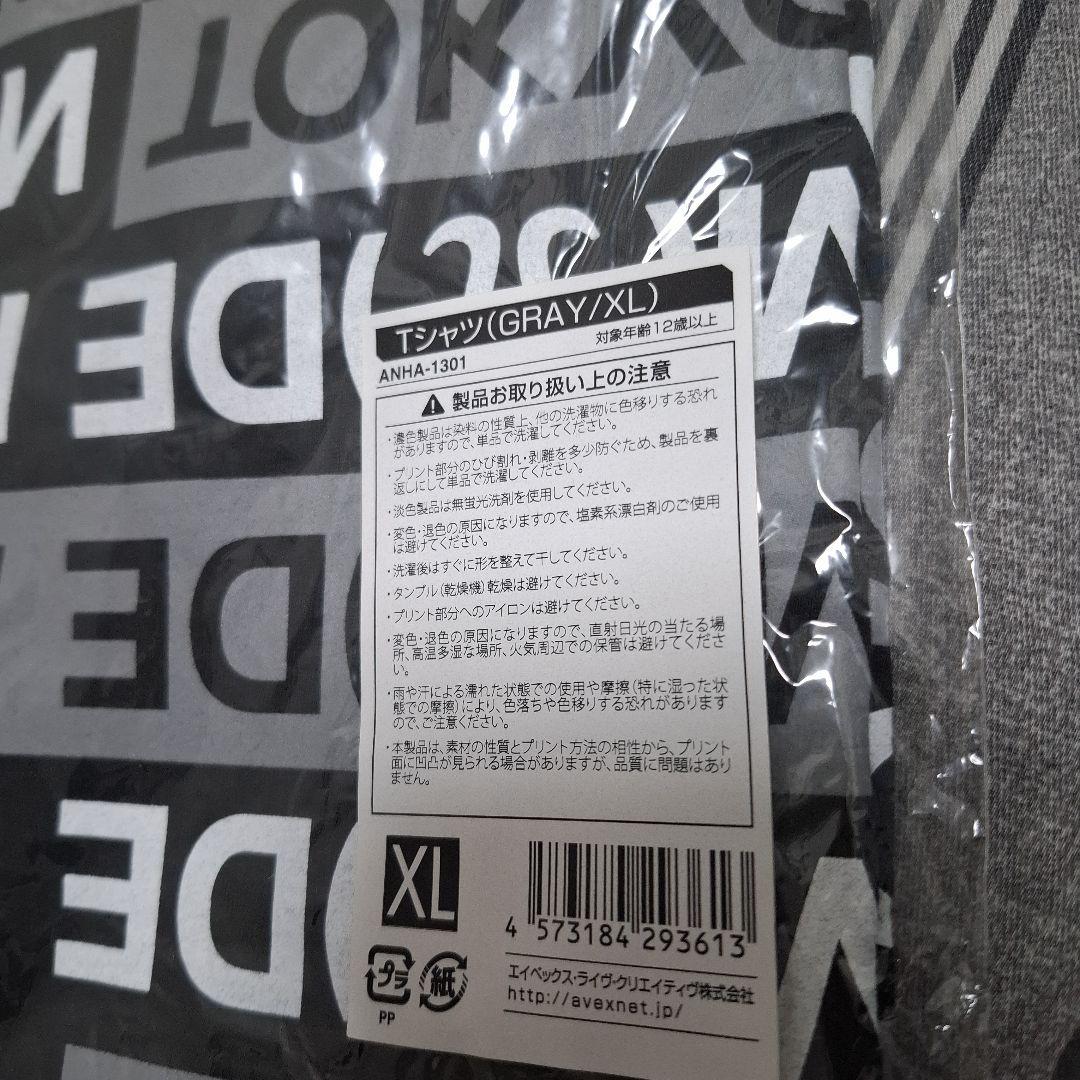 TOKYO
DE
Tシャツ(GRAY/XL)
ANHA-1301
対象年齢12歳以上
製品お取り扱い上の注意
・濃色製品は染料の性質上、他の洗濯物に色移りする恐れ
がありますので、単品で洗濯してください。
・プリント部分のひび割れ・剥離を多少防ぐため、製品を裏
返しにして単品で洗濯してください。
・淡色製品は無蛍光洗剤を使用してください。
・変色・退色の原因になりますので、塩素系漂白剤のご使用
は避けてください。
・洗濯後はすぐに形を整えて干してください。
・タンブル(乾燥機)乾燥は避けてください。
・プリント部分へのアイロンは避けてください。
・変色・退色の原因になりますので、直射日光の当たる場
所、高温多湿な場所、火気周辺での保管は避けてくださ
い。
・雨や汗による濡れた状態での使用や摩擦(特に湿った状
態での摩擦)により、色落ちや色移りする恐れがあります
ので、ご注意ください。
・本製品は、素材の性質とプリント方法の相性から、プリント
面に凹凸が見られる場合がありますが、品質に問題はあり
ません。
XL
4 573184 293613
プラ 紙
PP
エイベックス・ライヴ・クリエイティヴ株式会社
http://avexnet.jp/
DE
DE